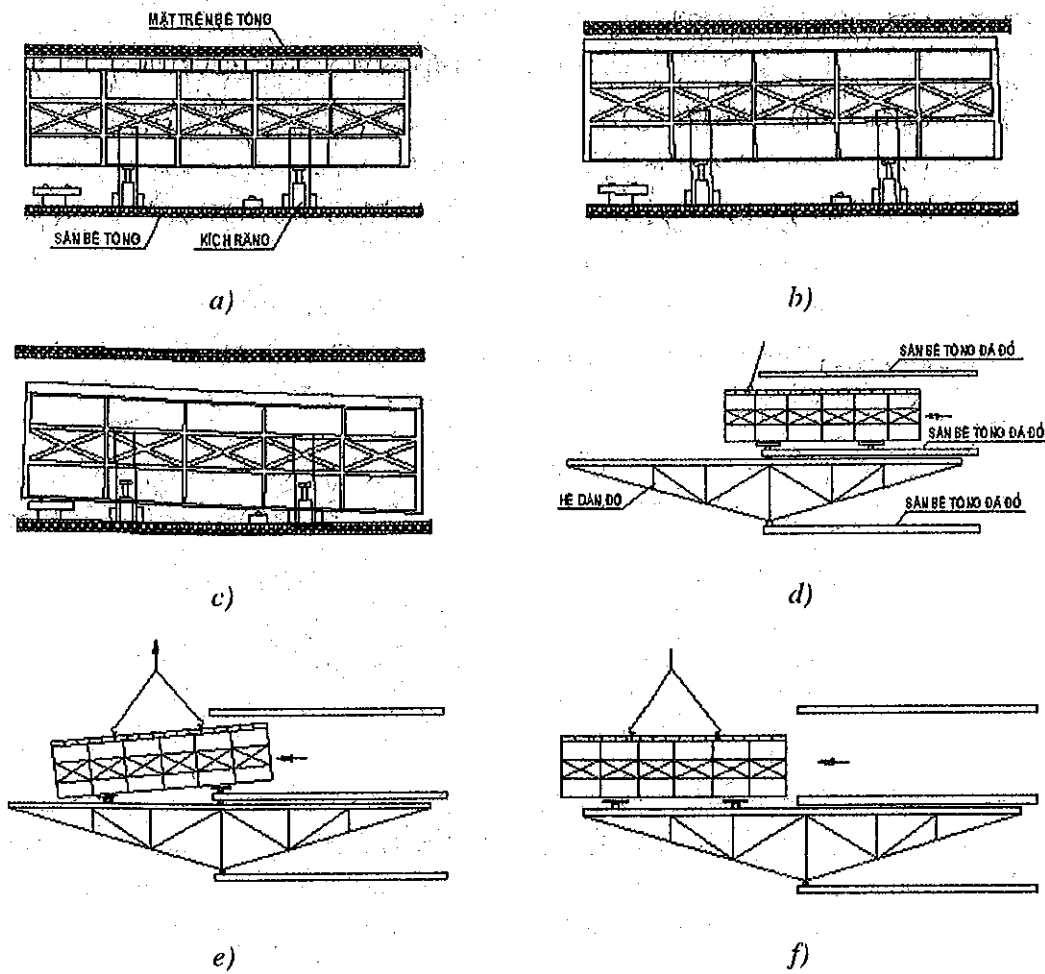 MẶT TRÊN BÊ TÔNG
SÀN BÊ TÔNG
KÍCH RĂNG
a)
b)
c)
SÀN BÊ TÔNG ĐÃ ĐỔ
SÀN BÊ TÔNG ĐÃ ĐỔ
HỆ DÀN ĐỠ
SÀN BÊ TÔNG ĐÃ ĐỔ
d)
e)
f)